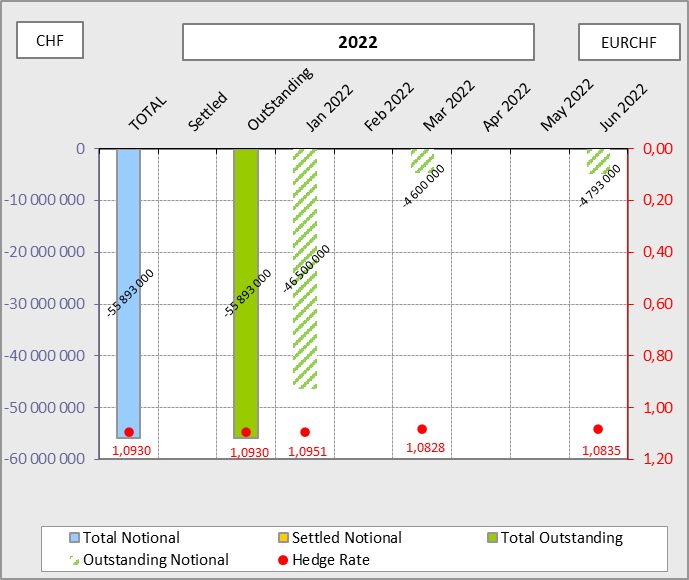 CHF
2022
EURCHF
TOTAL
Settled
OutStanding
Jan 2022
Feb 2022
Mar 2022
Apr 2022
May 2022
Jun 2022
0
-10 000 000
-20 000 000
-30 000 000
-40 000 000
-50 000 000
-60 000 000
0,00
0,20
0,40
0,60
0,80
1,00
1,20
-55 893 000
-55 893 000
-46 500 000
-4 600 000
-4 793 000
1,0930
1,0930
1,0951
1,0828
1,0835
Total Notional
Settled Notional
Total Outstanding
Outstanding Notional
Hedge Rate